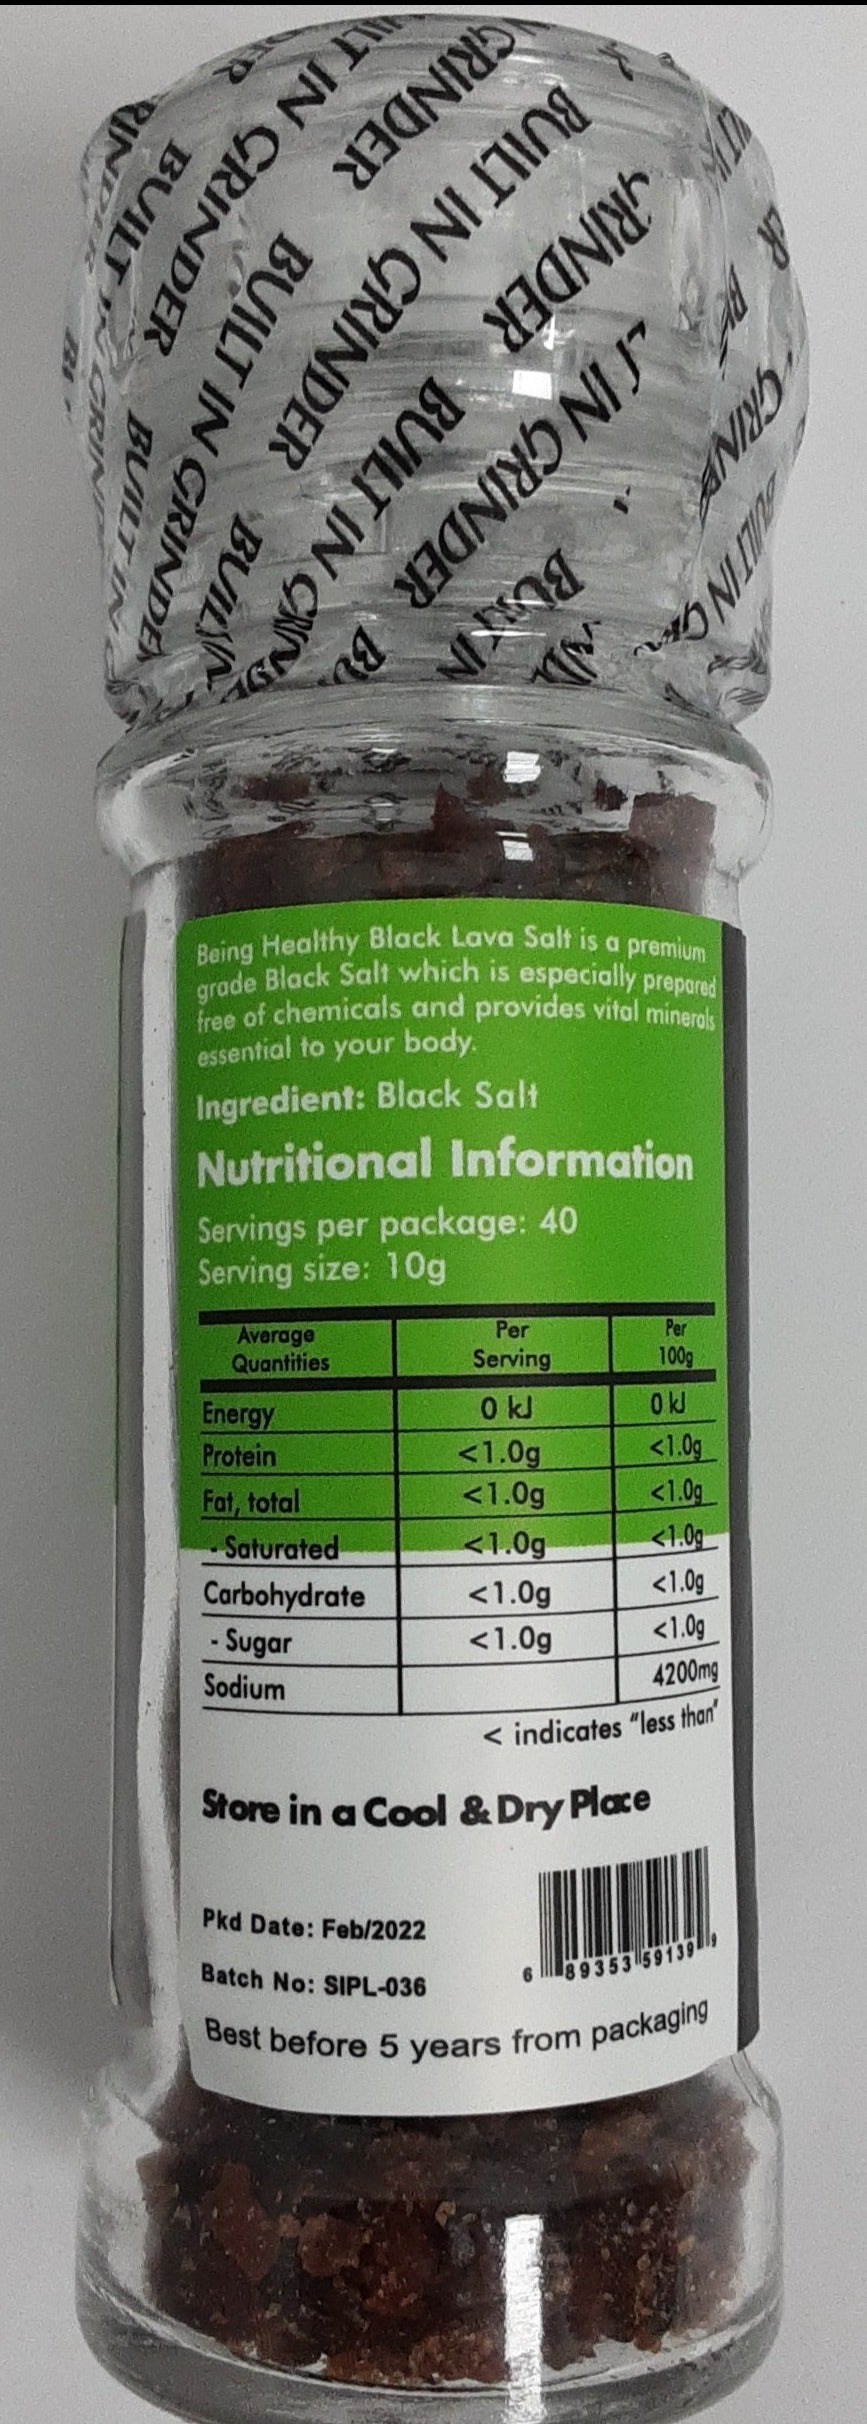 BUILT IN GRINDER
BUILT IN GRINDER
BUILT IN GRINDER
BUILT IN GRINDER
Being Healthy Black Lava Salt is a premium
grade Black Salt which is especially prepared
free of chemicals and provides vital minerals
essential to your body.
Ingredient: Black Salt
Nutritional Information
Servings per package: 40
Serving size: 10g
Average Quantities Per Serving Per 100g
Energy 0 kJ 0 kJ
Protein <1.0g <1.0g
Fat, total <1.0g <1.0g
- Saturated <1.0g <1.0g
Carbohydrate <1.0g <1.0g
- Sugar <1.0g <1.0g
Sodium 4200mg
< indicates "less than"
Store in a Cool & Dry Place
Pkd Date: Feb/2022
Batch No: SIPL-036
6 89353 59139 9
Best before 5 years from packaging